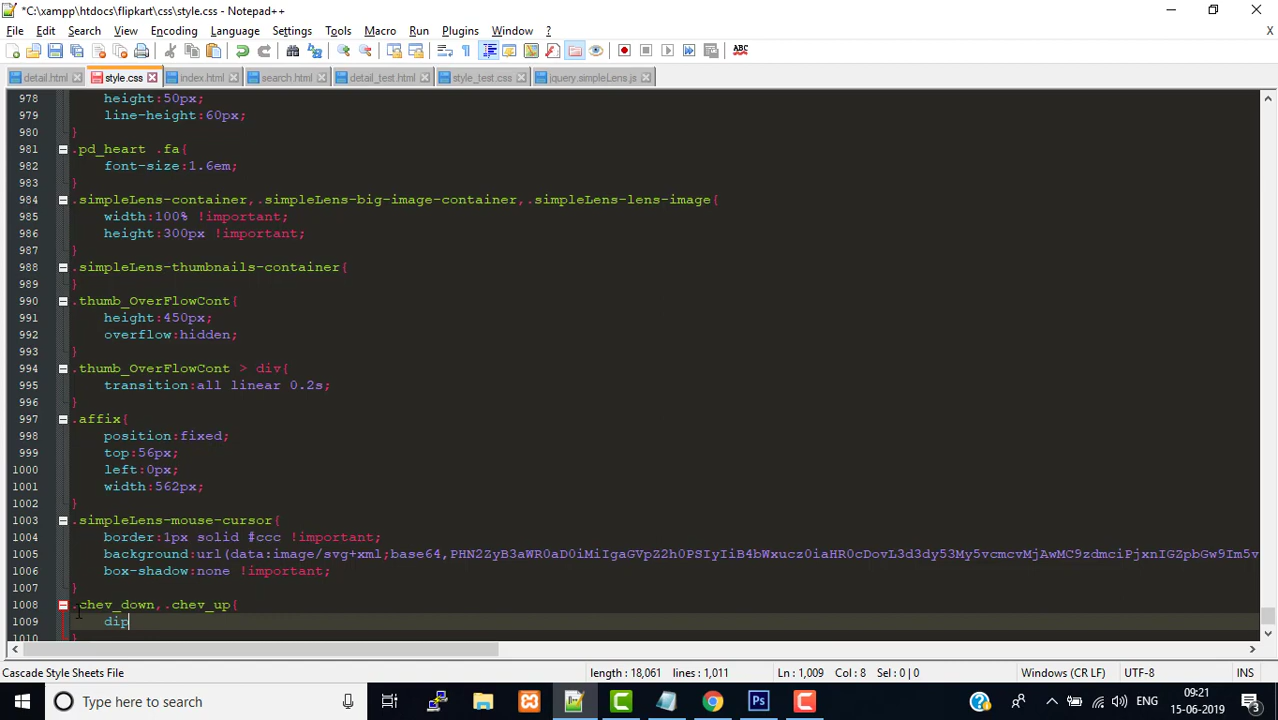 *C:\xampp\htdocs\flipkart\css\style.css - Notepad++
File Edit Search View Encoding Language Settings Tools Macro Run Plugins Window ? X
detail.html style.css index.html search.html detail_test.html style_test.css jquery.simpleLens.js
978 height:50px;
979 line-height:60px;
980 }
981 .pd_heart .fa{
982 font-size:1.6em;
983 }
984 .simpleLens-container,.simpleLens-big-image-container,.simpleLens-lens-image{
985 width:100% !important;
986 height:300px !important;
987 }
988 .simpleLens-thumbnails-container{
989 }
990 .thumb_OverFlowCont{
991 height:450px;
992 overflow:hidden;
993 }
994 .thumb_OverFlowCont > div{
995 transition:all linear 0.2s;
996 }
997 .affix{
998 position:fixed;
999 top:56px;
1000 left:0px;
1001 width:562px;
1002 }
1003 .simpleLens-mouse-cursor{
1004 border:1px solid #ccc !important;
1005 background:url(data:image/svg+xml;base64,PHN2ZyB3aWR0aD0iMiIgaGVpZ2h0PSIyIiB4bWxucz0iaHR0cDovL3d3dy53My5vcmcvMjAwMC9zdmciPjxnIGZpbGw9Im5v
1006 box-shadow:none !important;
1007 }
1008 .chev_down,.chev_up{
1009 dip
1010 }
Cascade Style Sheets File length : 18,061 lines : 1,011 Ln : 1,009 Col : 8 Sel : 0 | 0 Windows (CR LF) UTF-8 INS
Type here to search ENG 09:21 15-06-2019 3